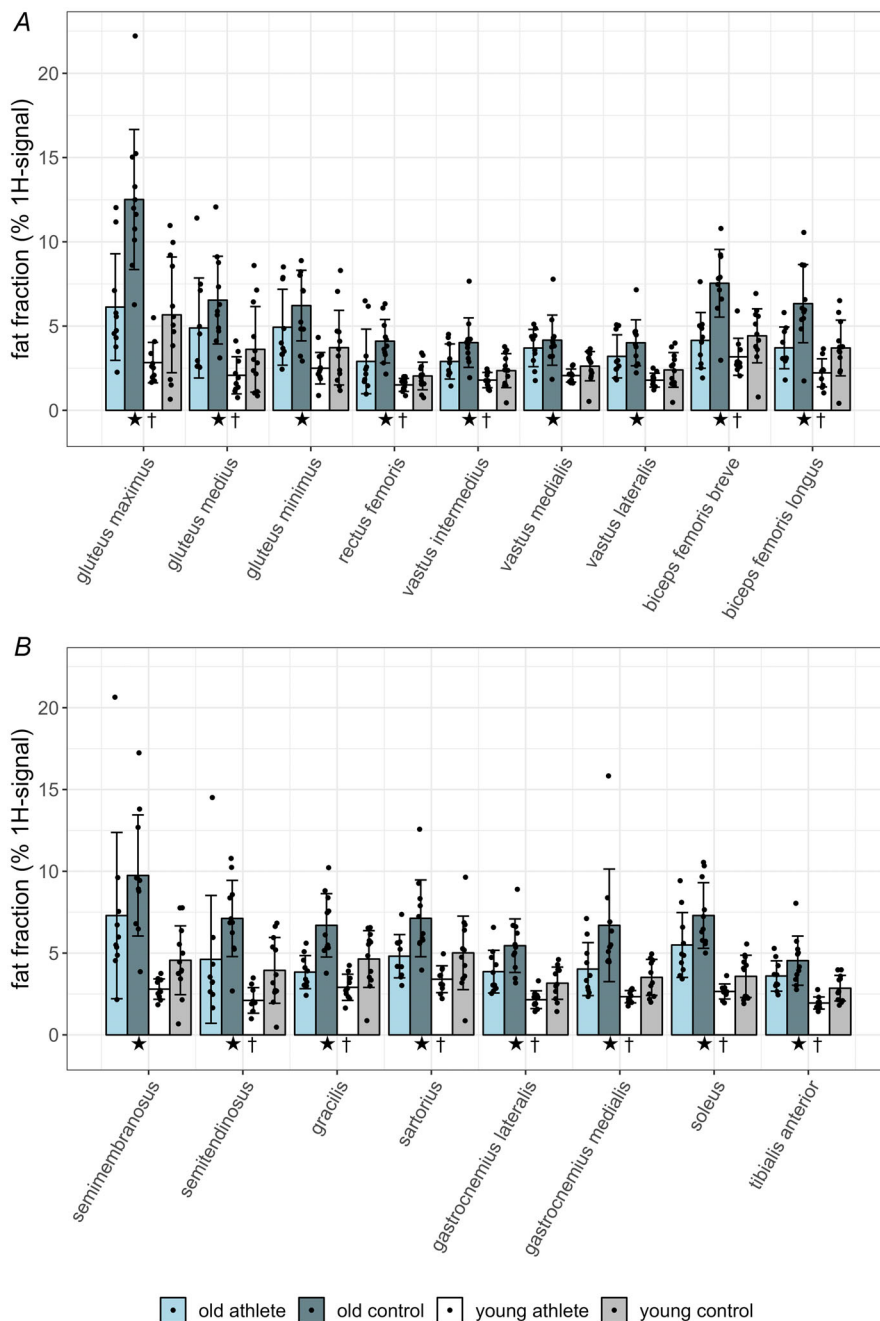 A
fat fraction (% 1H-signal)
20
15
10
5
0
★ † ★ † ★ ★ † ★ † ★ ★ ★ † ★ †
gluteus maximus
gluteus medius
gluteus minimus
rectus femoris
vastus intermedius
vastus medialis
vastus lateralis
biceps femoris breve
biceps femoris longus
B
fat fraction (% 1H-signal)
20
15
10
5
0
★ ★ † ★ † ★ † ★ † ★ † ★ † ★ †
semimembranosus
semitendinosus
gracilis
sartorius
gastrocnemius lateralis
gastrocnemius medialis
soleus
tibialis anterior
old athlete old control young athlete young control